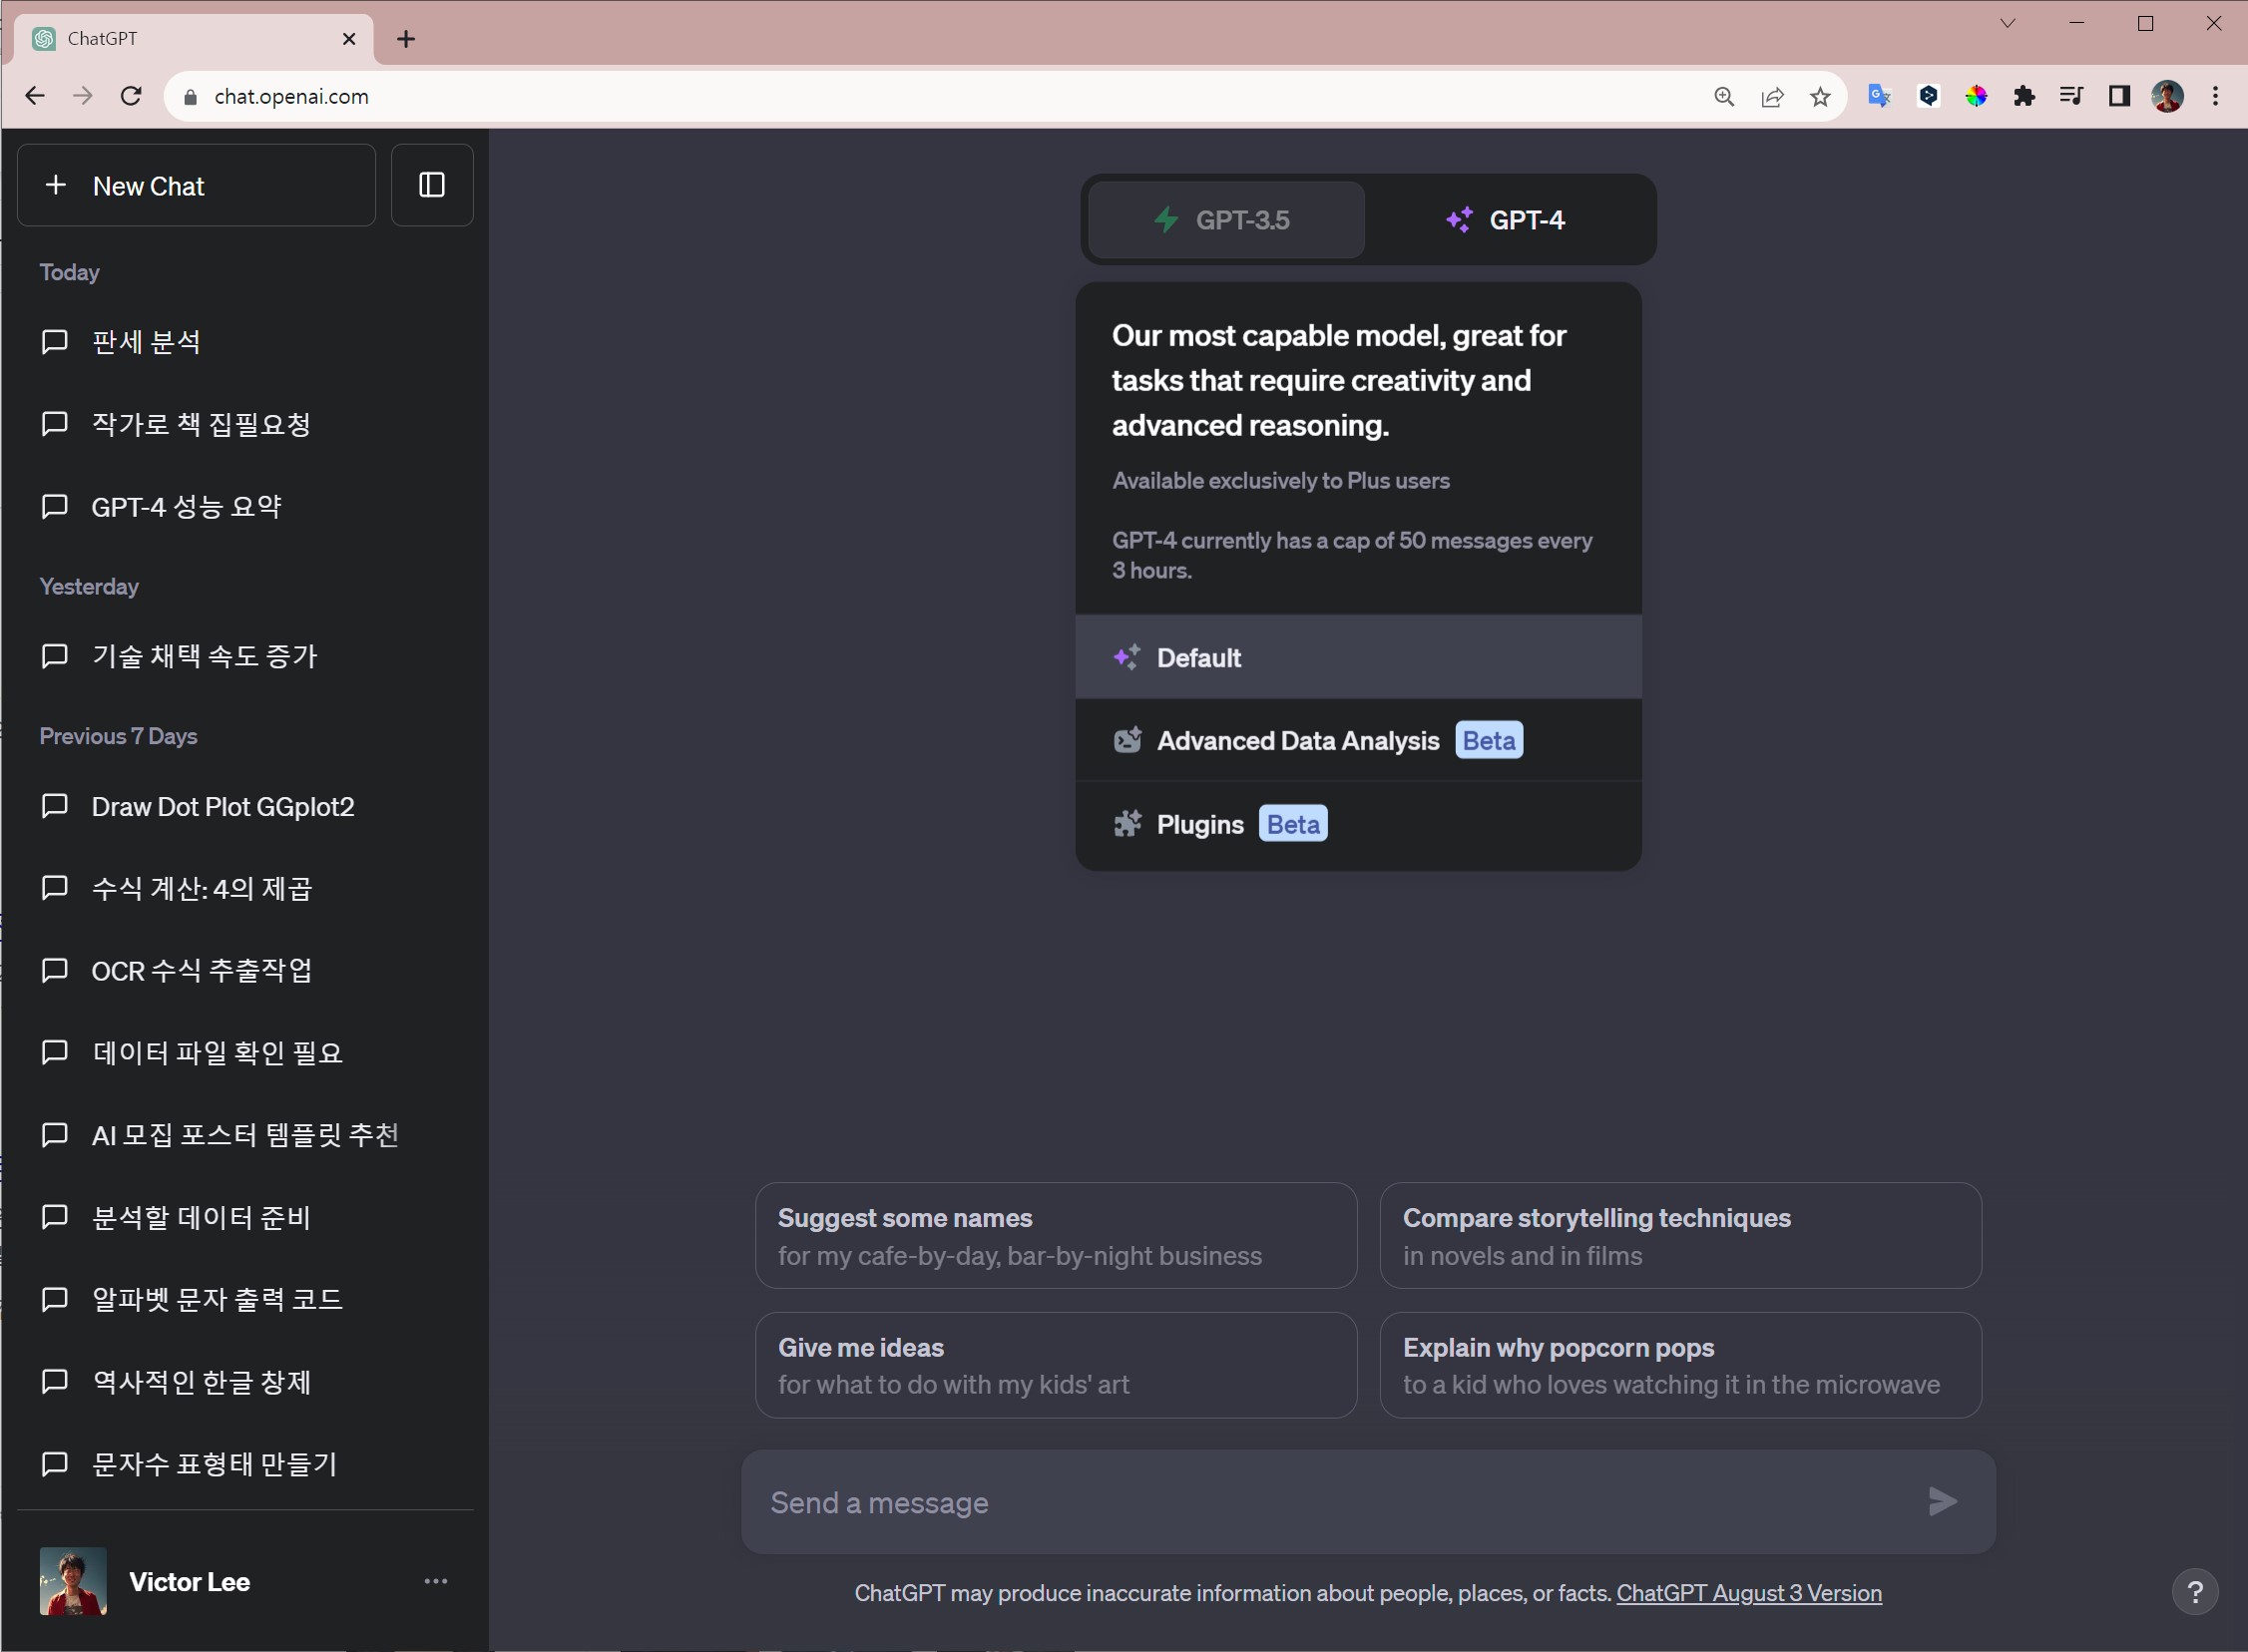 ChatGPT
chat.openai.com
New Chat
Today
판세 분석
작가로 책 집필요청
GPT-4 성능 요약
Yesterday
기술 채택 속도 증가
Previous 7 Days
Draw Dot Plot GGplot2
수식 계산: 4의 제곱
OCR 수식 추출작업
데이터 파일 확인 필요
AI 모집 포스터 템플릿 추천
분석할 데이터 준비
알파벳 문자 출력 코드
역사적인 한글 창제
문자수 표형태 만들기
Victor Lee
GPT-3.5
GPT-4
Our most capable model, great for
tasks that require creativity and
advanced reasoning.
Available exclusively to Plus users
GPT-4 currently has a cap of 50 messages every
3 hours.
Default
Advanced Data Analysis Beta
Plugins Beta
Suggest some names
for my cafe-by-day, bar-by-night business
Compare storytelling techniques
in novels and in films
Give me ideas
for what to do with my kids' art
Explain why popcorn pops
to a kid who loves watching it in the microwave
Send a message
ChatGPT may produce inaccurate information about people, places, or facts. ChatGPT August 3 Version
?